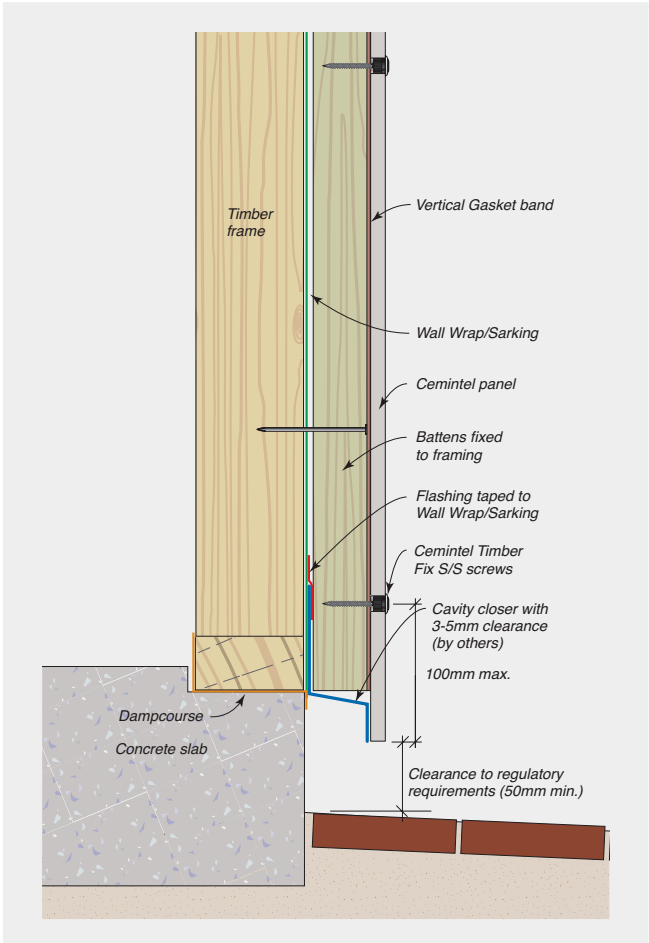 Timber
frame
Vertical Gasket band
Wall Wrap/Sarking
Cemintel panel
Battens fixed
to framing
Flashing taped to
Wall Wrap/Sarking
Cemintel Timber
Fix S/S screws
Cavity closer with
3-5mm clearance
(by others)
100mm max.
Dampcourse
Concrete slab
Clearance to regulatory
requirements (50mm min.)